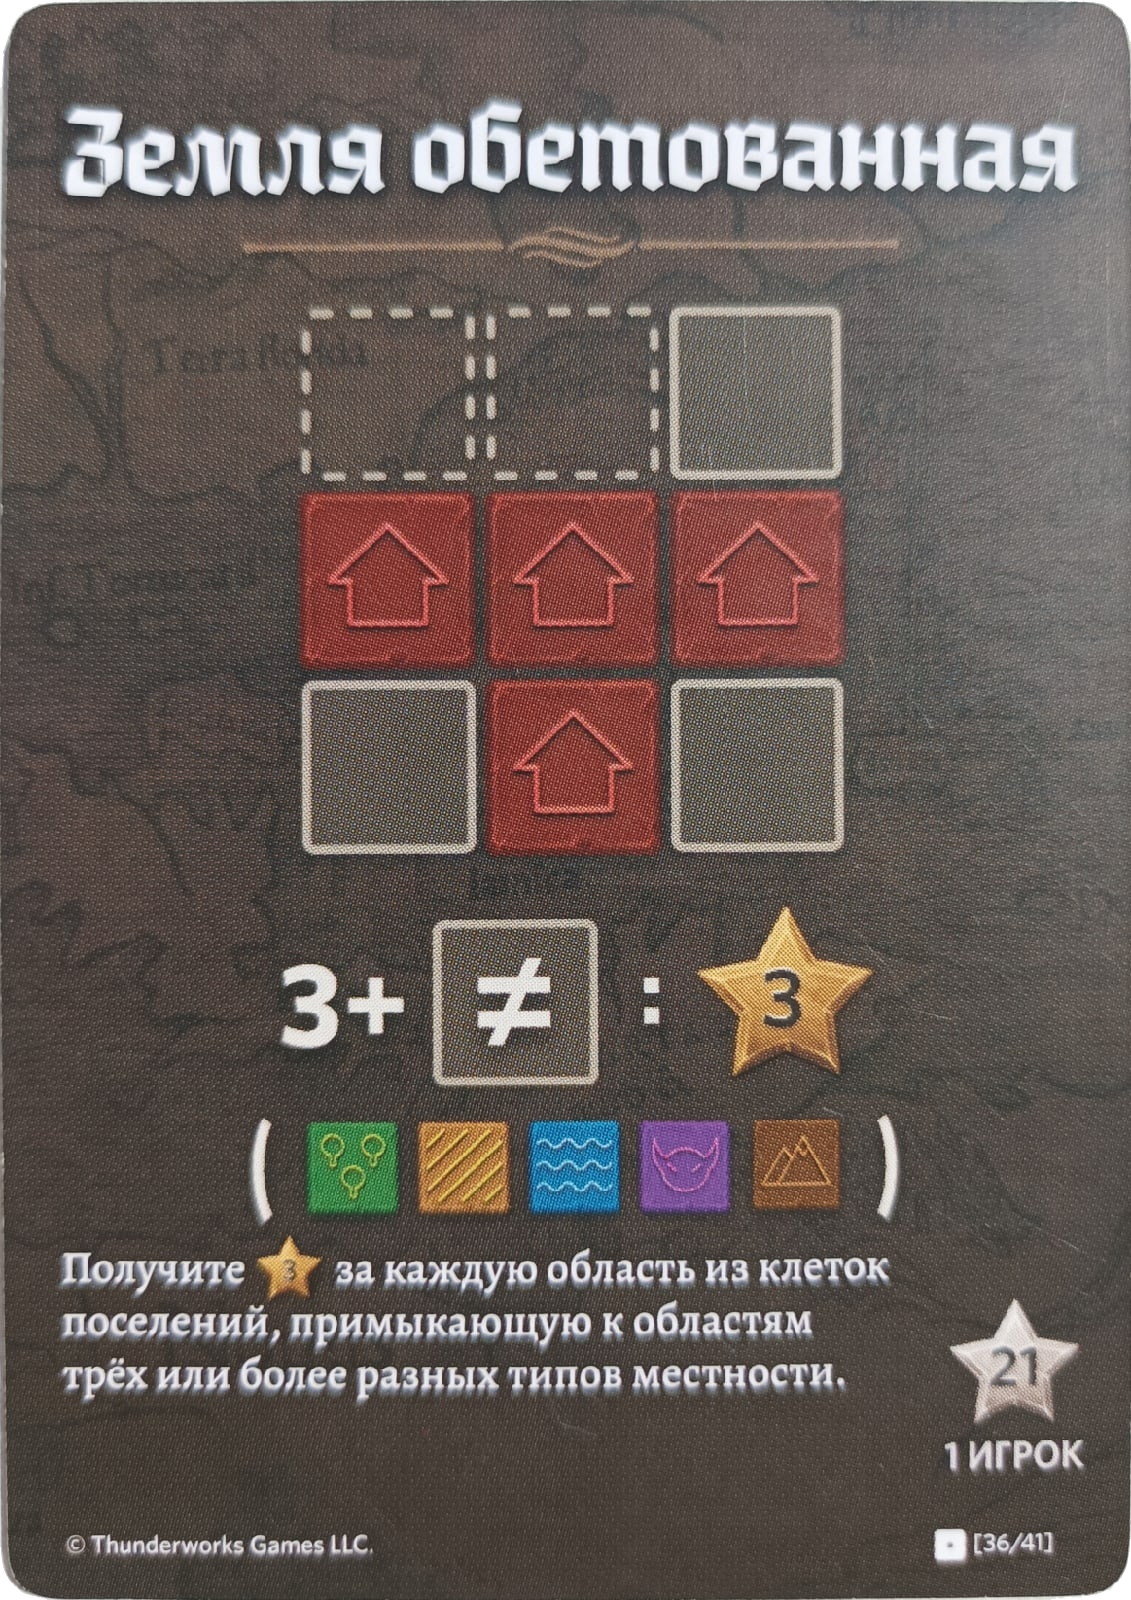 Земля обетованная
3+ ≠ : 3
( )
Получите 3 за каждую область из клеток
поселений, примыкающую к областям
трёх или более разных типов местности.
21
1 ИГРОК
© Thunderworks Games LLC.
[36/41]